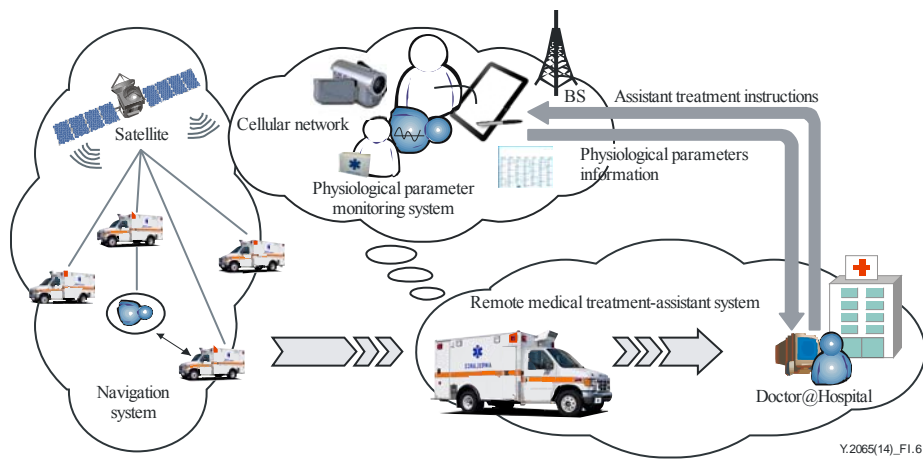 Satellite
Navigation
system
Cellular network
Physiological parameter
monitoring system
BS
Assistant treatment instructions
Physiological parameters
information
Remote medical treatment-assistant system
Doctor@Hospital
Y.2065(14)_FI.6